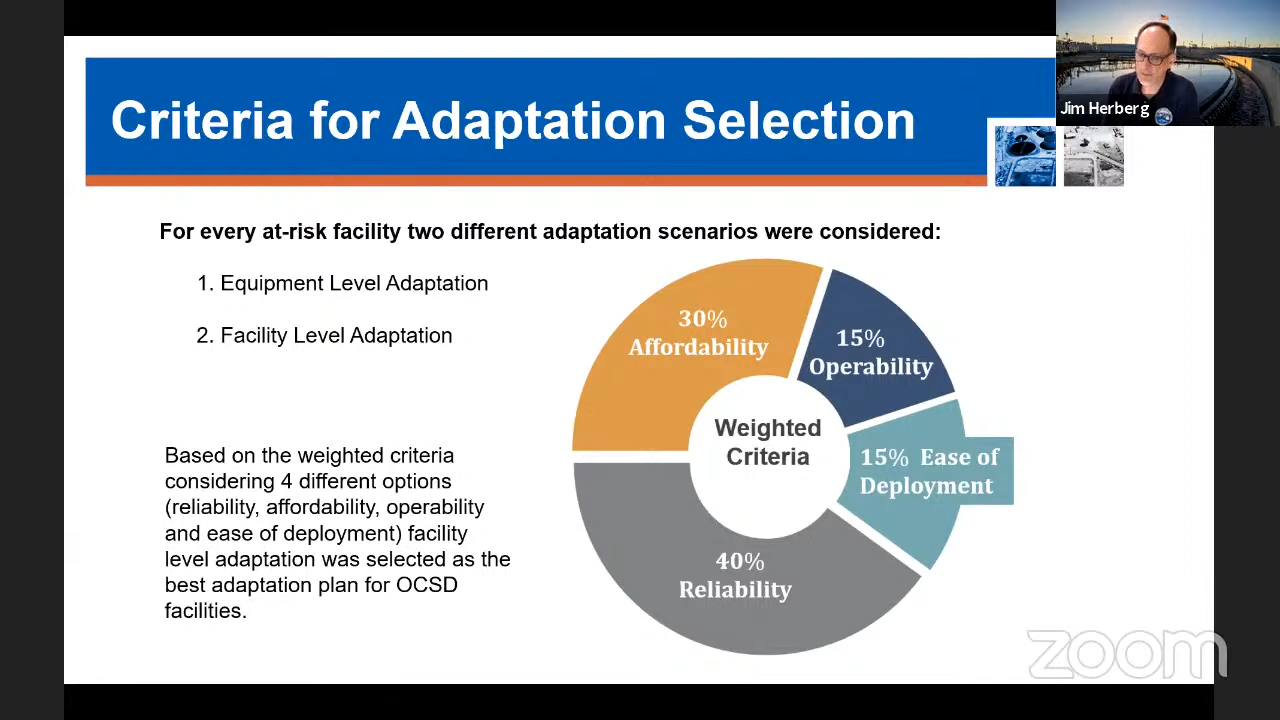 Criteria for Adaptation Selection
Jim Herberg
For every at-risk facility two different adaptation scenarios were considered:
1. Equipment Level Adaptation
2. Facility Level Adaptation
Based on the weighted criteria
considering 4 different options
(reliability, affordability, operability
and ease of deployment) facility
level adaptation was selected as the
best adaptation plan for OCSD
facilities.
30%
Affordability
15%
Operability
Weighted
Criteria
15% Ease of
Deployment
40%
Reliability
zoom